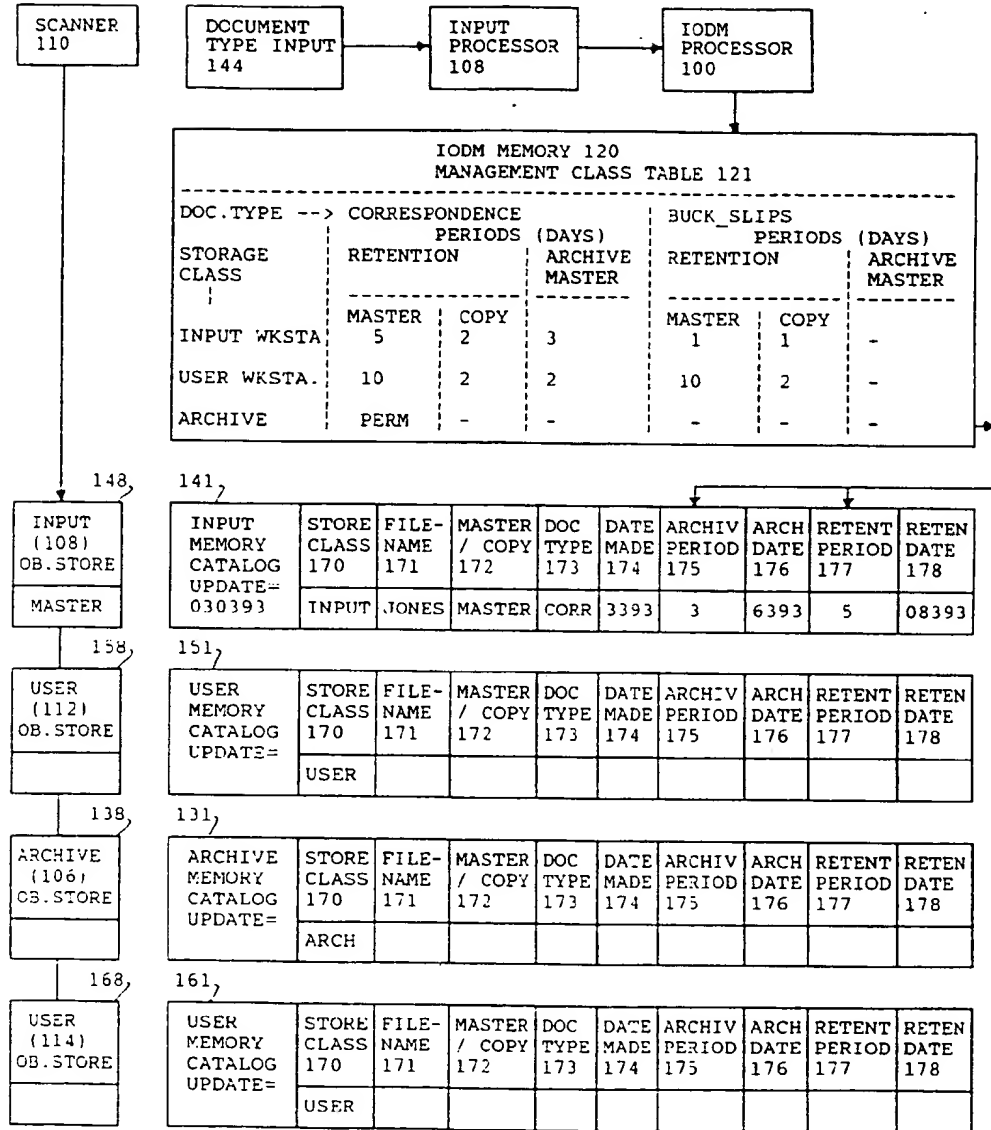 SCANNER
110
DOCUMENT
TYPE INPUT
144
INPUT
PROCESSOR
108
IODM
PROCESSOR
100
IODM MEMORY 120
MANAGEMENT CLASS TABLE 121
DOC.TYPE --> CORRESPONDENCE BUCK_SLIPS
PERIODS (DAYS) PERIODS (DAYS)
STORAGE RETENTION ARCHIVE RETENTION ARCHIVE
CLASS MASTER MASTER
MASTER COPY MASTER COPY
INPUT WKSTA 5 2 3 1 1 -
USER WKSTA. 10 2 2 10 2 -
ARCHIVE PERM - - - - -
148
INPUT
(108)
OB.STORE
MASTER
141
INPUT STORE FILE- MASTER DOC DATE ARCHIV ARCH RETENT RETEN
MEMORY CLASS NAME / COPY TYPE MADE PERIOD DATE PERIOD DATE
CATALOG 170 171 172 173 174 175 176 177 178
UPDATE=
030393 INPUT JONES MASTER CORR 3393 3 6393 5 08393
158
USER
(112)
OB.STORE
151
USER STORE FILE- MASTER DOC DATE ARCHIV ARCH RETENT RETEN
MEMORY CLASS NAME / COPY TYPE MADE PERIOD DATE PERIOD DATE
CATALOG 170 171 172 173 174 175 176 177 178
UPDATE=
USER
138
ARCHIVE
(106)
OB.STORE
131
ARCHIVE STORE FILE- MASTER DOC DATE ARCHIV ARCH RETENT RETEN
MEMORY CLASS NAME / COPY TYPE MADE PERIOD DATE PERIOD DATE
CATALOG 170 171 172 173 174 175 176 177 178
UPDATE=
ARCH
168
USER
(114)
OB.STORE
161
USER STORE FILE- MASTER DOC DATE ARCHIV ARCH RETENT RETEN
MEMORY CLASS NAME / COPY TYPE MADE PERIOD DATE PERIOD DATE
CATALOG 170 171 172 173 174 175 176 177 178
UPDATE=
USER